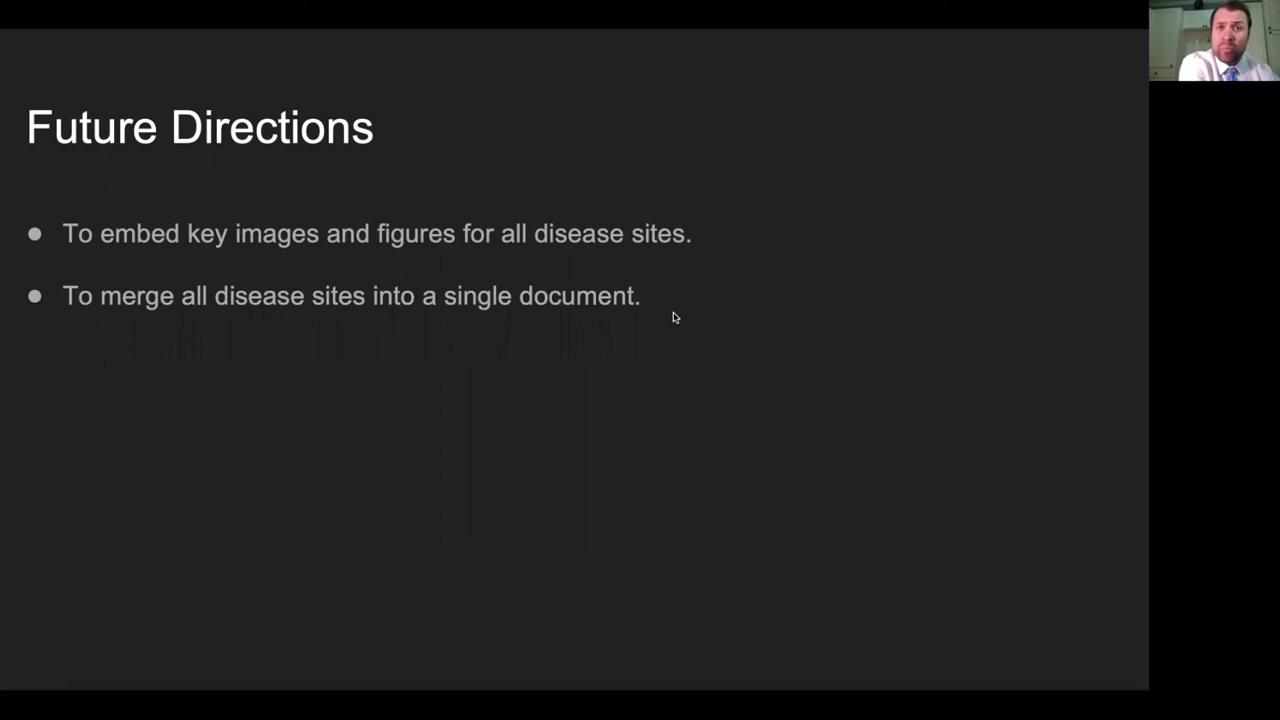 Future Directions
● To embed key images and figures for all disease sites.
● To merge all disease sites into a single document.